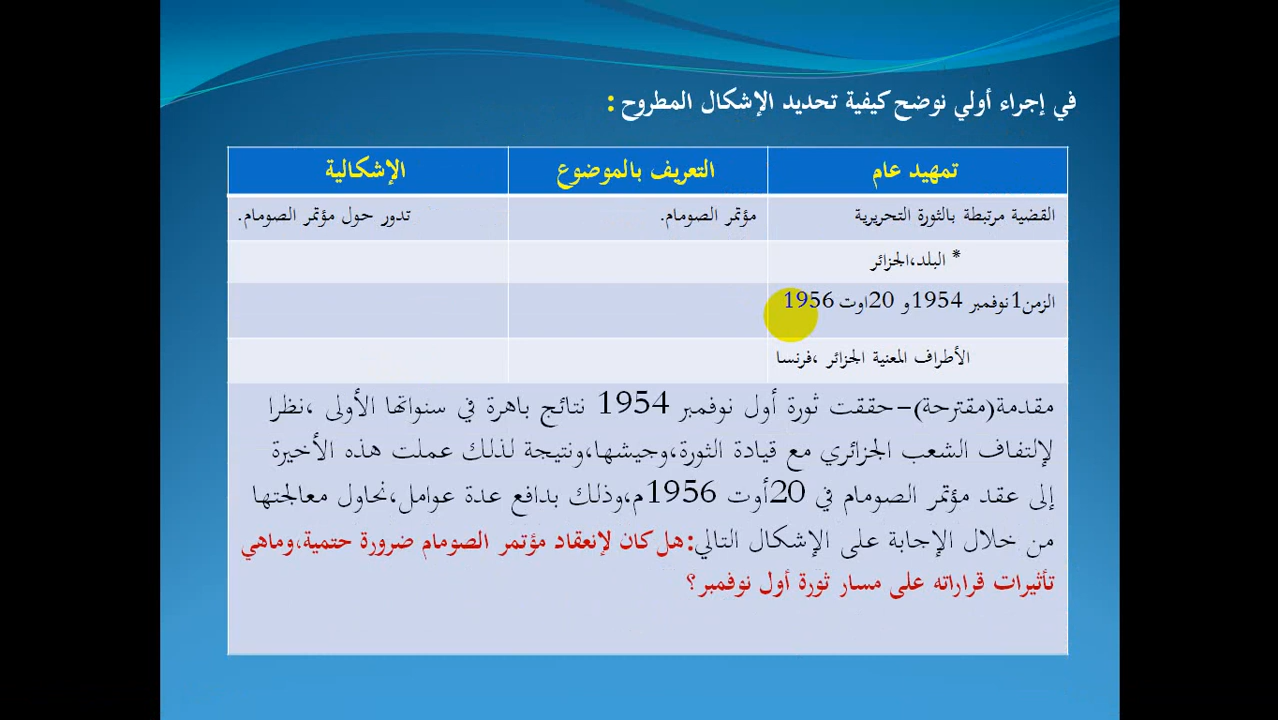 في إجراء أولي نوضح كيفية تحديد الإشكال المطروح :
تمهيد عام التعريف بالموضوع الإشكالية
القضية مرتبطة بالثورة التحريرية مؤتمر الصومام. تدور حول مؤتمر الصومام.
* البلد،الجزائر
الزمن1نوفمبر 1954و 20اوت 1956
الأطراف المعنية الجزائر ،فرنسا
مقدمة(مقترحة)–حققت ثورة أول نوفمبر 1954 نتائج باهرة في سنواتها الأولى ،نظرا
لإلتفاف الشعب الجزائري مع قيادة الثورة،وجيشها،ونتيجة لذلك عملت هذه الأخيرة
إلى عقد مؤتمر الصومام في 20أوت 1956م،وذلك بدافع عدة عوامل،نحاول معالجتها
من خلال الإجابة على الإشكال التالي:هل كان لإنعقاد مؤتمر الصومام ضرورة حتمية،وماهي
تأثيرات قراراته على مسار ثورة أول نوفمبر؟